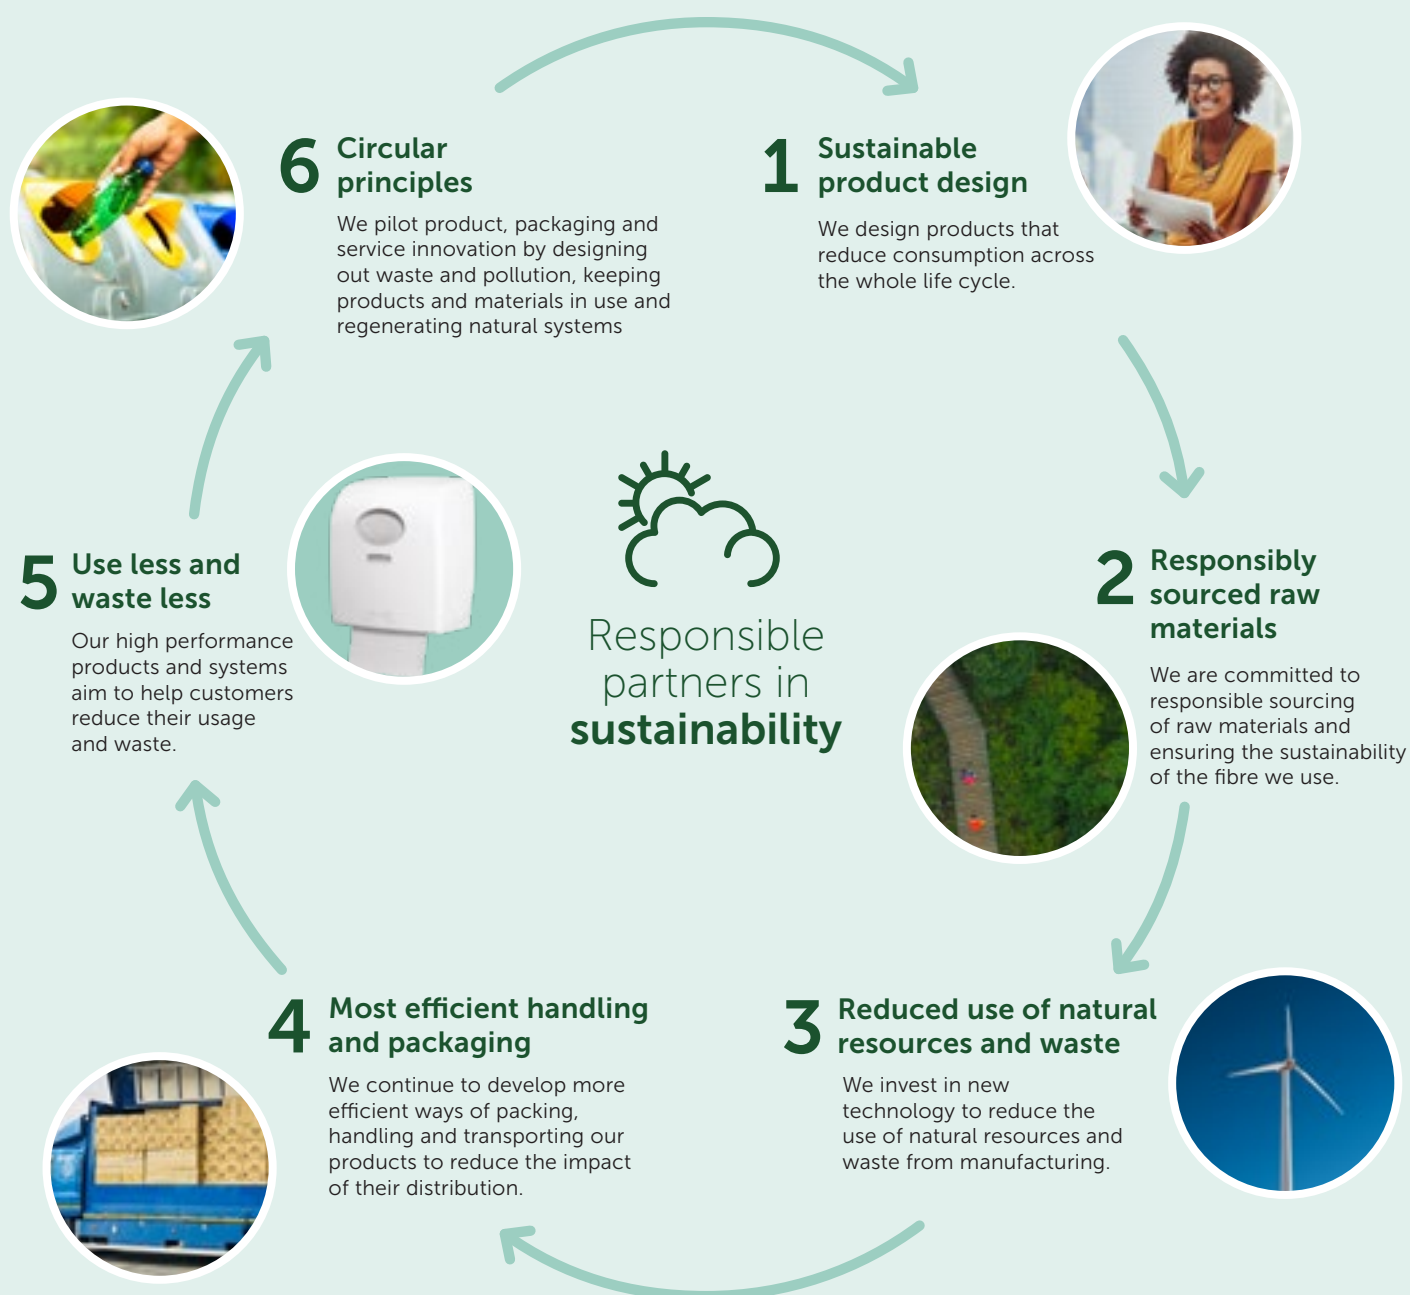 1
Sustainable
product design
We design products that
reduce consumption across
the whole life cycle.
2
Responsibly
sourced raw
materials
We are committed to
responsible sourcing
of raw materials and
ensuring the sustainability
of the fibre we use.
3
Reduced use of natural
resources and waste
We invest in new
technology to reduce the
use of natural resources and
waste from manufacturing.
4
Most efficient handling
and packaging
We continue to develop more
efficient ways of packing,
handling and transporting our
products to reduce the impact
of their distribution.
5
Use less and
waste less
Our high performance
products and systems
aim to help customers
reduce their usage
and waste.
6
Circular
principles
We pilot product, packaging and
service innovation by designing
out waste and pollution, keeping
products and materials in use and
regenerating natural systems
Responsible
partners in
sustainability